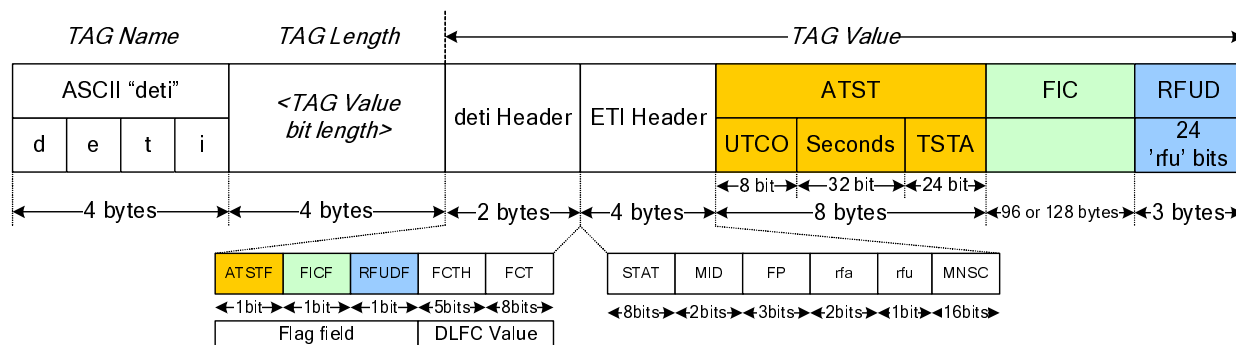 TAG Name TAG Length TAG Value
ASCII “deti” <TAG Value bit length> deti Header ETI Header ATST FIC RFUD
d e t i UTCO Seconds TSTA 24 ’rfu’ bits
8 bit 32 bit 24 bit
4 bytes 4 bytes 2 bytes 4 bytes 8 bytes 96 or 128 bytes 3 bytes
ATSTF FICF RFUDF FCTH FCT STAT MID FP rfa rfu MNSC
1bit 1bit 1bit 5bits 8bits 8bits 2bits 3bits 2bits 1bit 16bits
Flag field DLFC Value